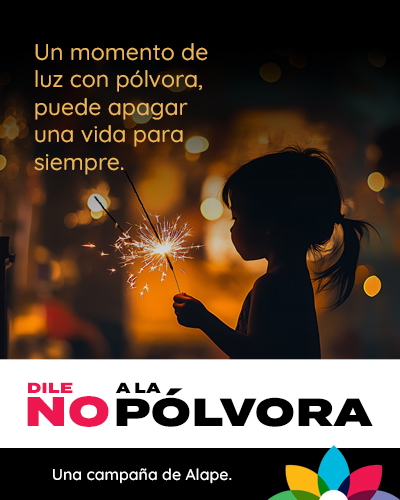 Un momento de
luz con pólvora,
puede apagar
una vida para
siempre.
DILE
NO
A LA
PÓLVORA
Una campaña de Alape.